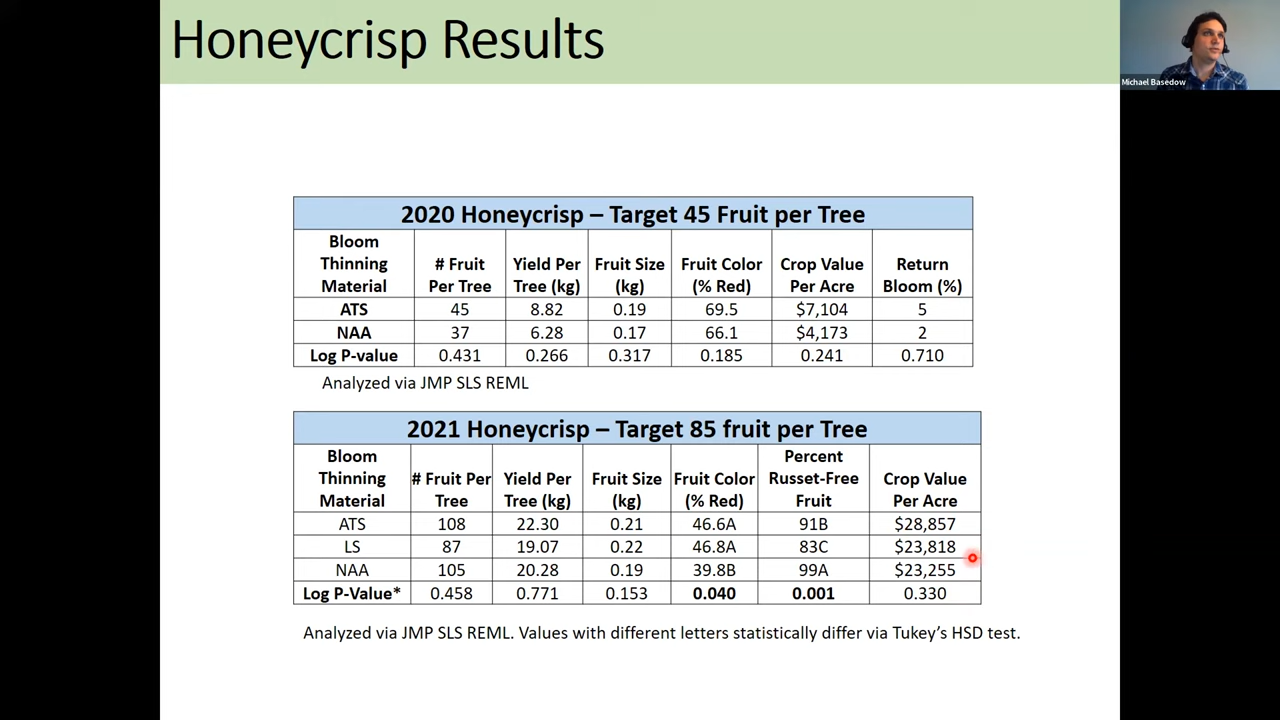 Honeycrisp Results
Michael Basedow
2020 Honeycrisp – Target 45 Fruit per Tree
Bloom Thinning Material | # Fruit Per Tree | Yield Per Tree (kg) | Fruit Size (kg) | Fruit Color (% Red) | Crop Value Per Acre | Return Bloom (%)
ATS | 45 | 8.82 | 0.19 | 69.5 | $7,104 | 5
NAA | 37 | 6.28 | 0.17 | 66.1 | $4,173 | 2
Log P-value | 0.431 | 0.266 | 0.317 | 0.185 | 0.241 | 0.710
Analyzed via JMP SLS REML
2021 Honeycrisp – Target 85 fruit per Tree
Bloom Thinning Material | # Fruit Per Tree | Yield Per Tree (kg) | Fruit Size (kg) | Fruit Color (% Red) | Percent Russet-Free Fruit | Crop Value Per Acre
ATS | 108 | 22.30 | 0.21 | 46.6A | 91B | $28,857
LS | 87 | 19.07 | 0.22 | 46.8A | 83C | $23,818
NAA | 105 | 20.28 | 0.19 | 39.8B | 99A | $23,255
Log P-Value* | 0.458 | 0.771 | 0.153 | 0.040 | 0.001 | 0.330
Analyzed via JMP SLS REML. Values with different letters statistically differ via Tukey’s HSD test.